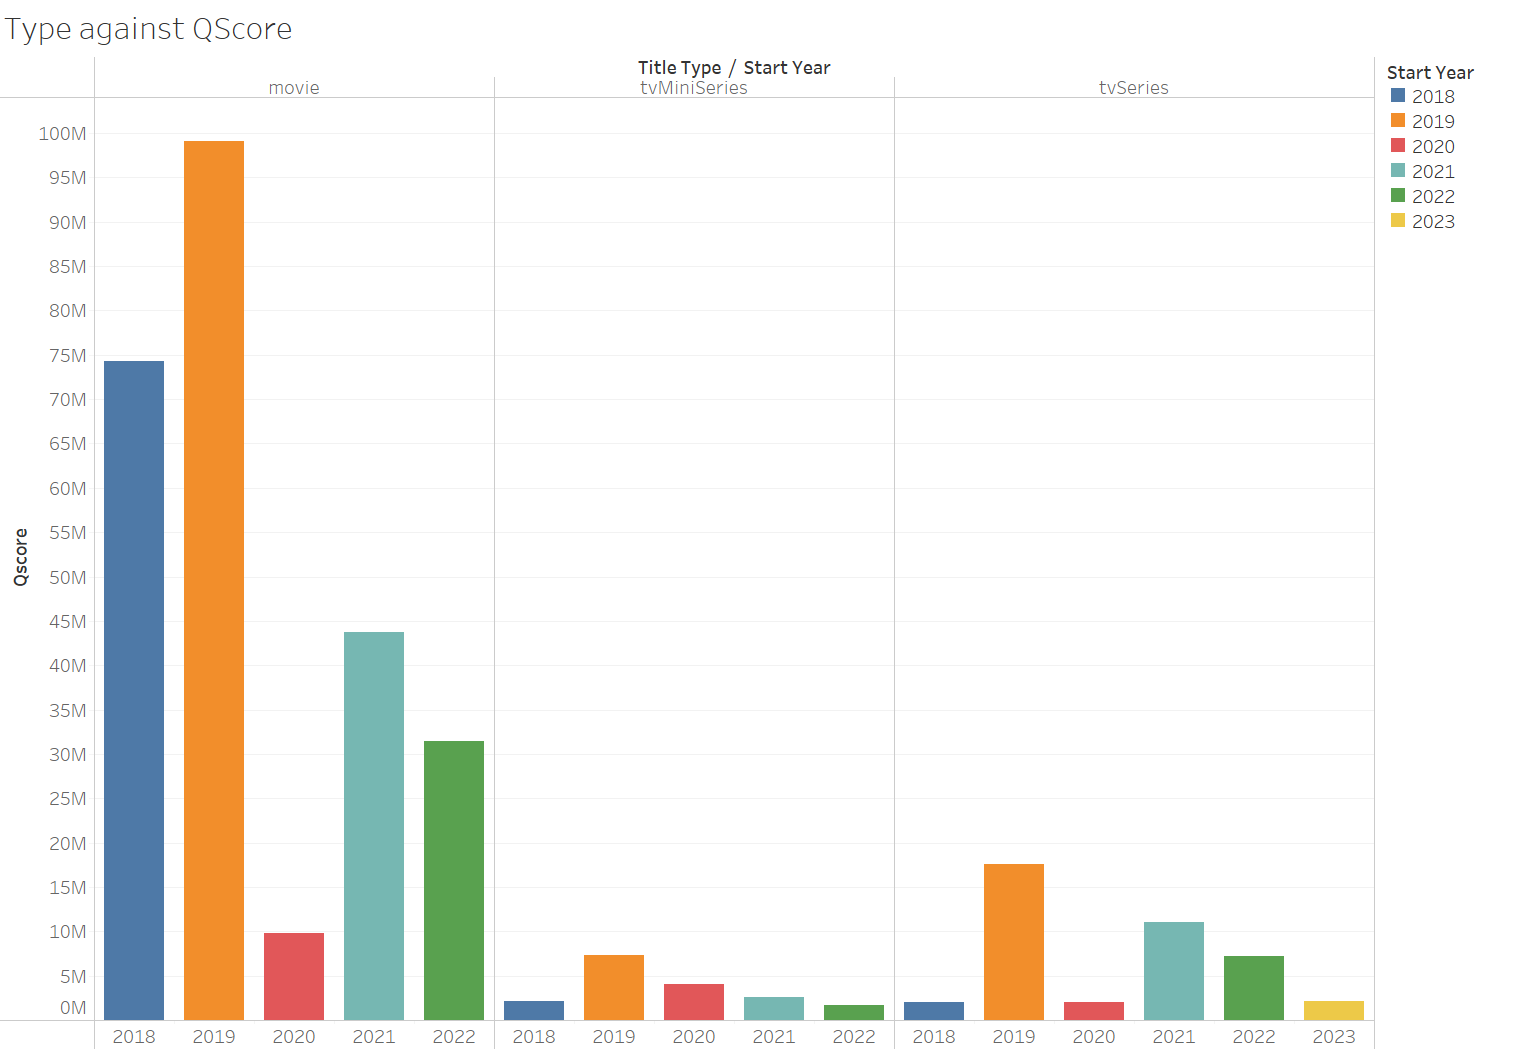 Type against QScore
Title Type / Start Year
movie tvMiniSeries tvSeries
Start Year
2018
2019
2020
2021
2022
2023
100M
95M
90M
85M
80M
75M
70M
65M
60M
55M
50M
45M
40M
35M
30M
25M
20M
15M
10M
5M
0M
Qscore
2018 2019 2020 2021 2022 2018 2019 2020 2021 2022 2018 2019 2020 2021 2022 2023